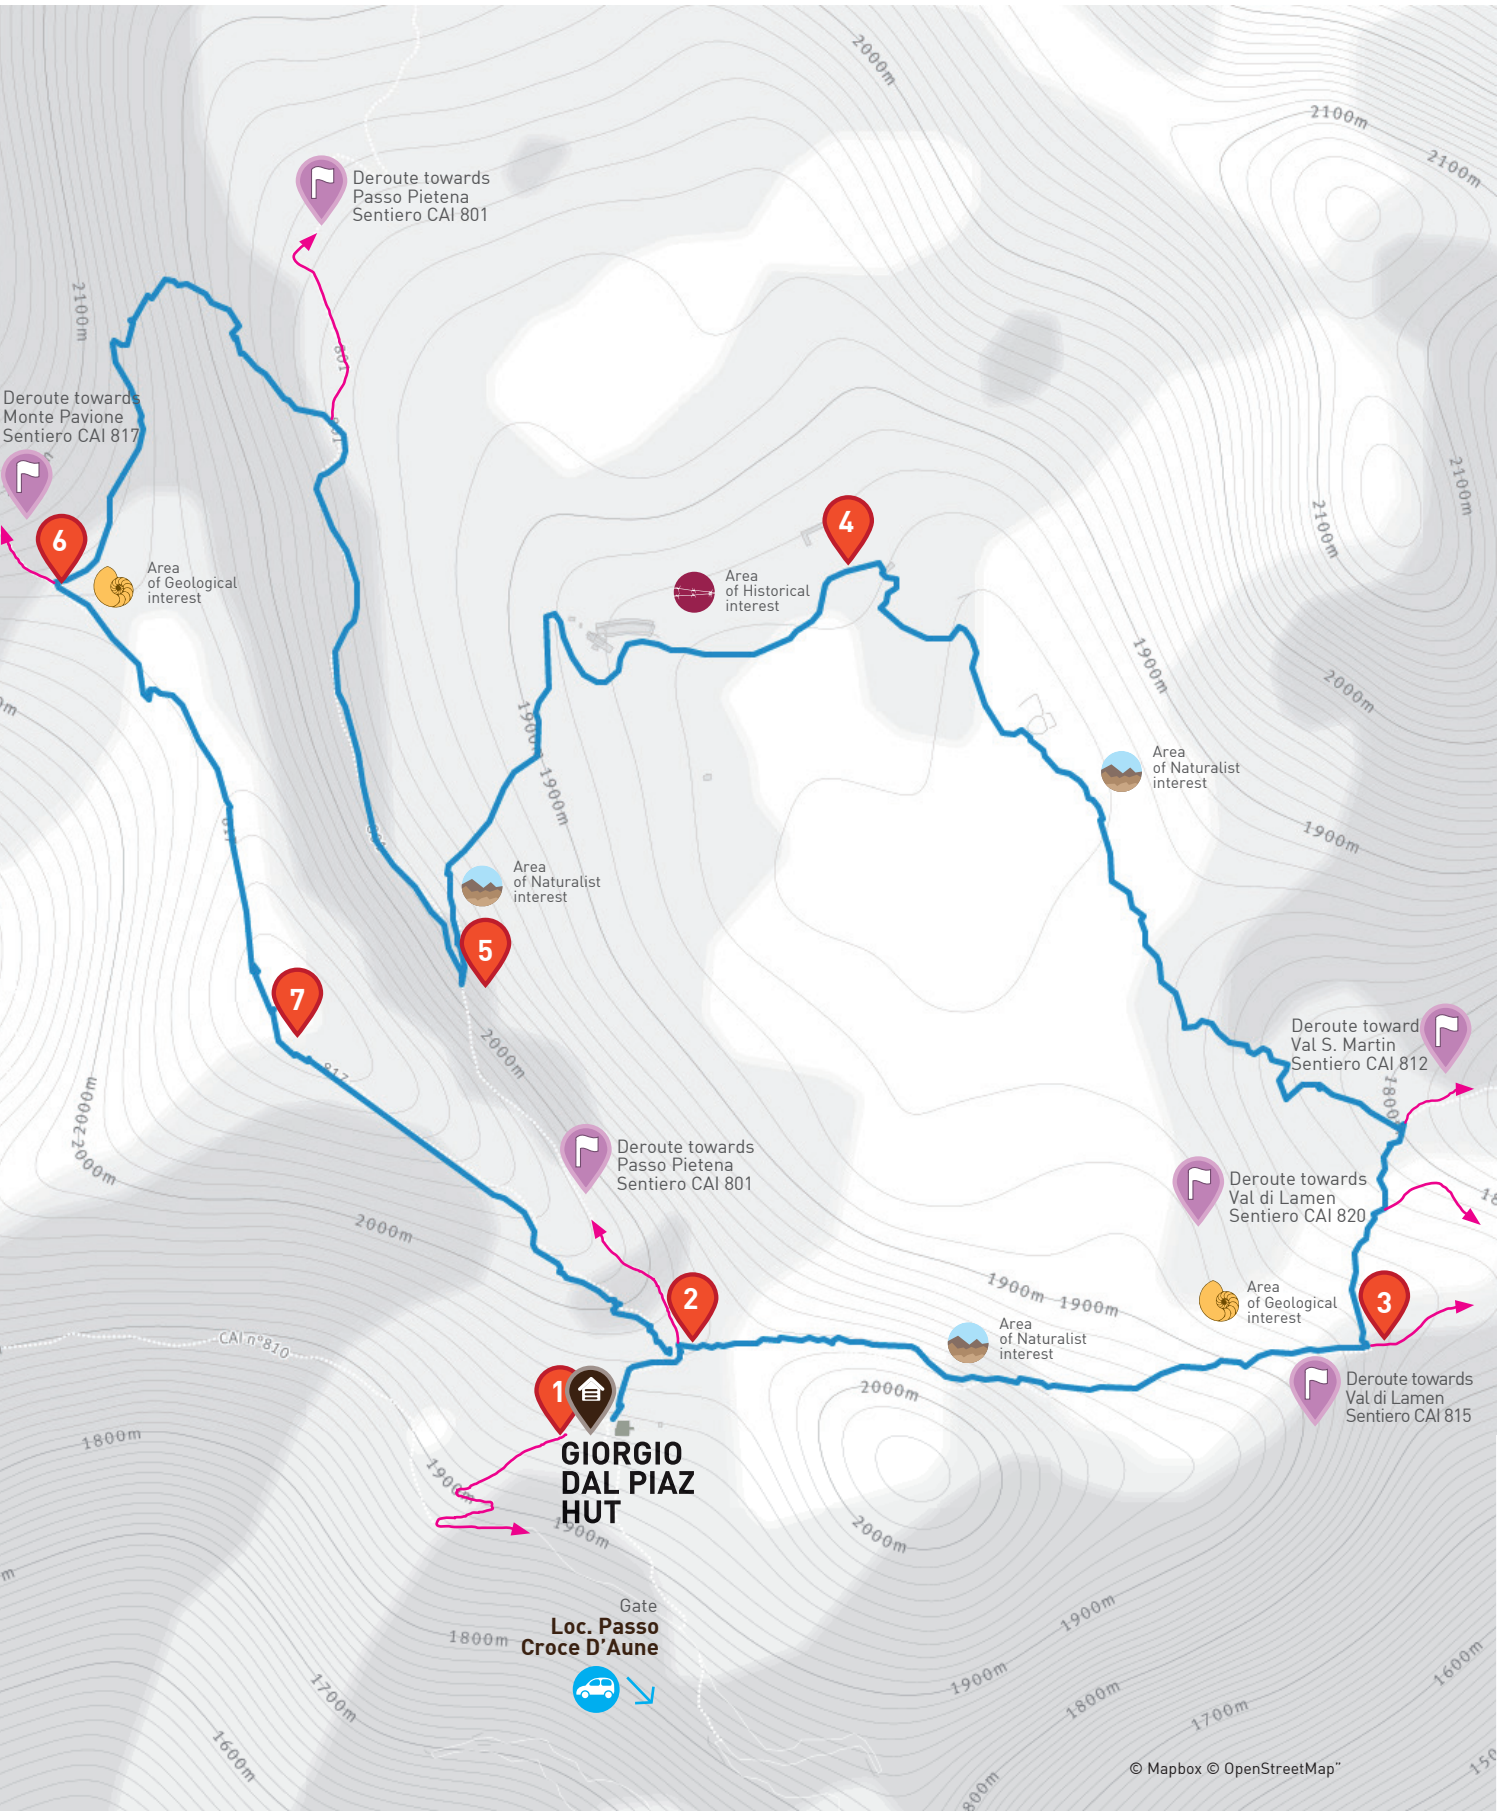 2000m
2100m
2100m
Deroute towards
Passo Pietena
Sentiero CAI 801
2100m
801
Deroute towards
Monte Pavione
Sentiero CAI 817
801
2100m
2100m
4
6
Area
of Geological
interest
Area
of Historical
interest
1900m
2000m
1900m
1900m
Area
of Naturalist
interest
817
801
1900m
Area
of Naturalist
interest
5
7
2000m
817
Deroute toward
Val S. Martin
Sentiero CAI 812
1800m
2000m
2000m
Deroute towards
Passo Pietena
Sentiero CAI 801
Deroute towards
Val di Lamen
Sentiero CAI 820
2000m
1900m
1900m
Area
of Geological
interest
2
3
Area
of Naturalist
interest
CAI n°810
1
2000m
Deroute towards
Val di Lamen
Sentiero CAI 815
1800m
GIORGIO
DAL PIAZ
HUT
1900m
1900m
2000m
Gate
Loc. Passo
Croce D’Aune
1800m
1900m
1900m
1800m
1700m
1600m
1700m
1600m
© Mapbox © OpenStreetMap”